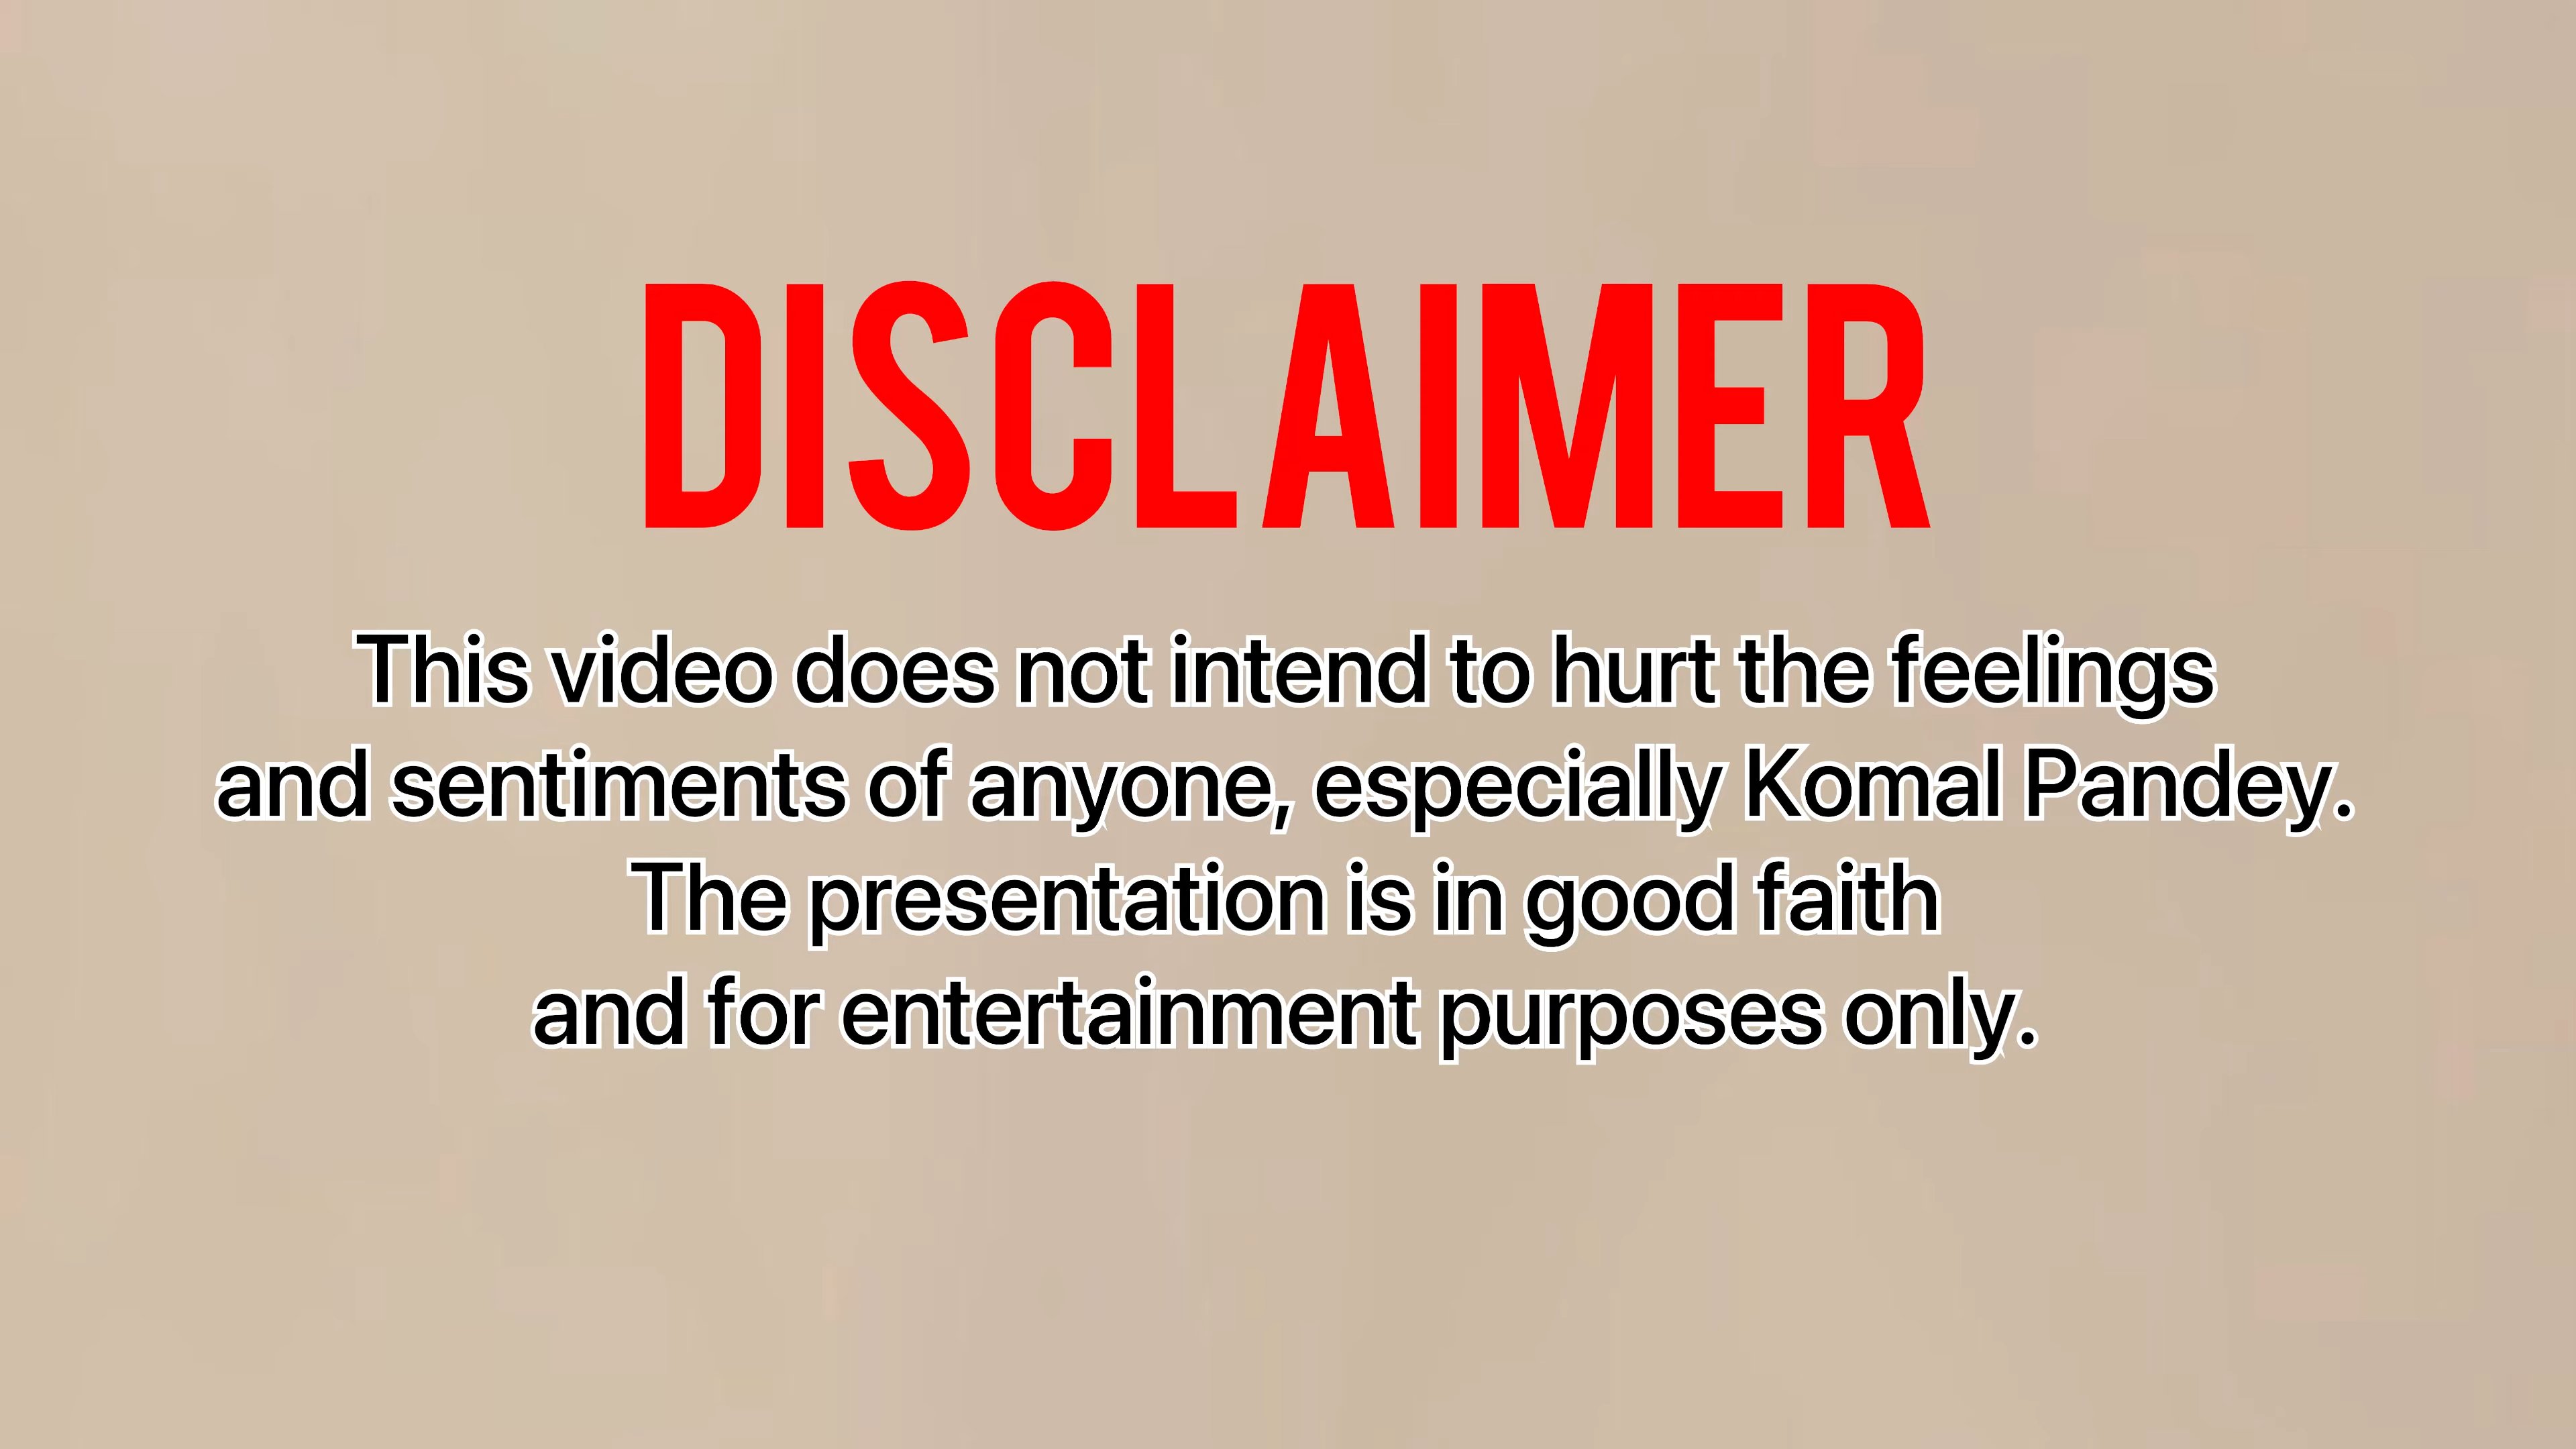 DISCLAIMER
This video does not intend to hurt the feelings
and sentiments of anyone, especially Komal Pandey.
The presentation is in good faith
and for entertainment purposes only.